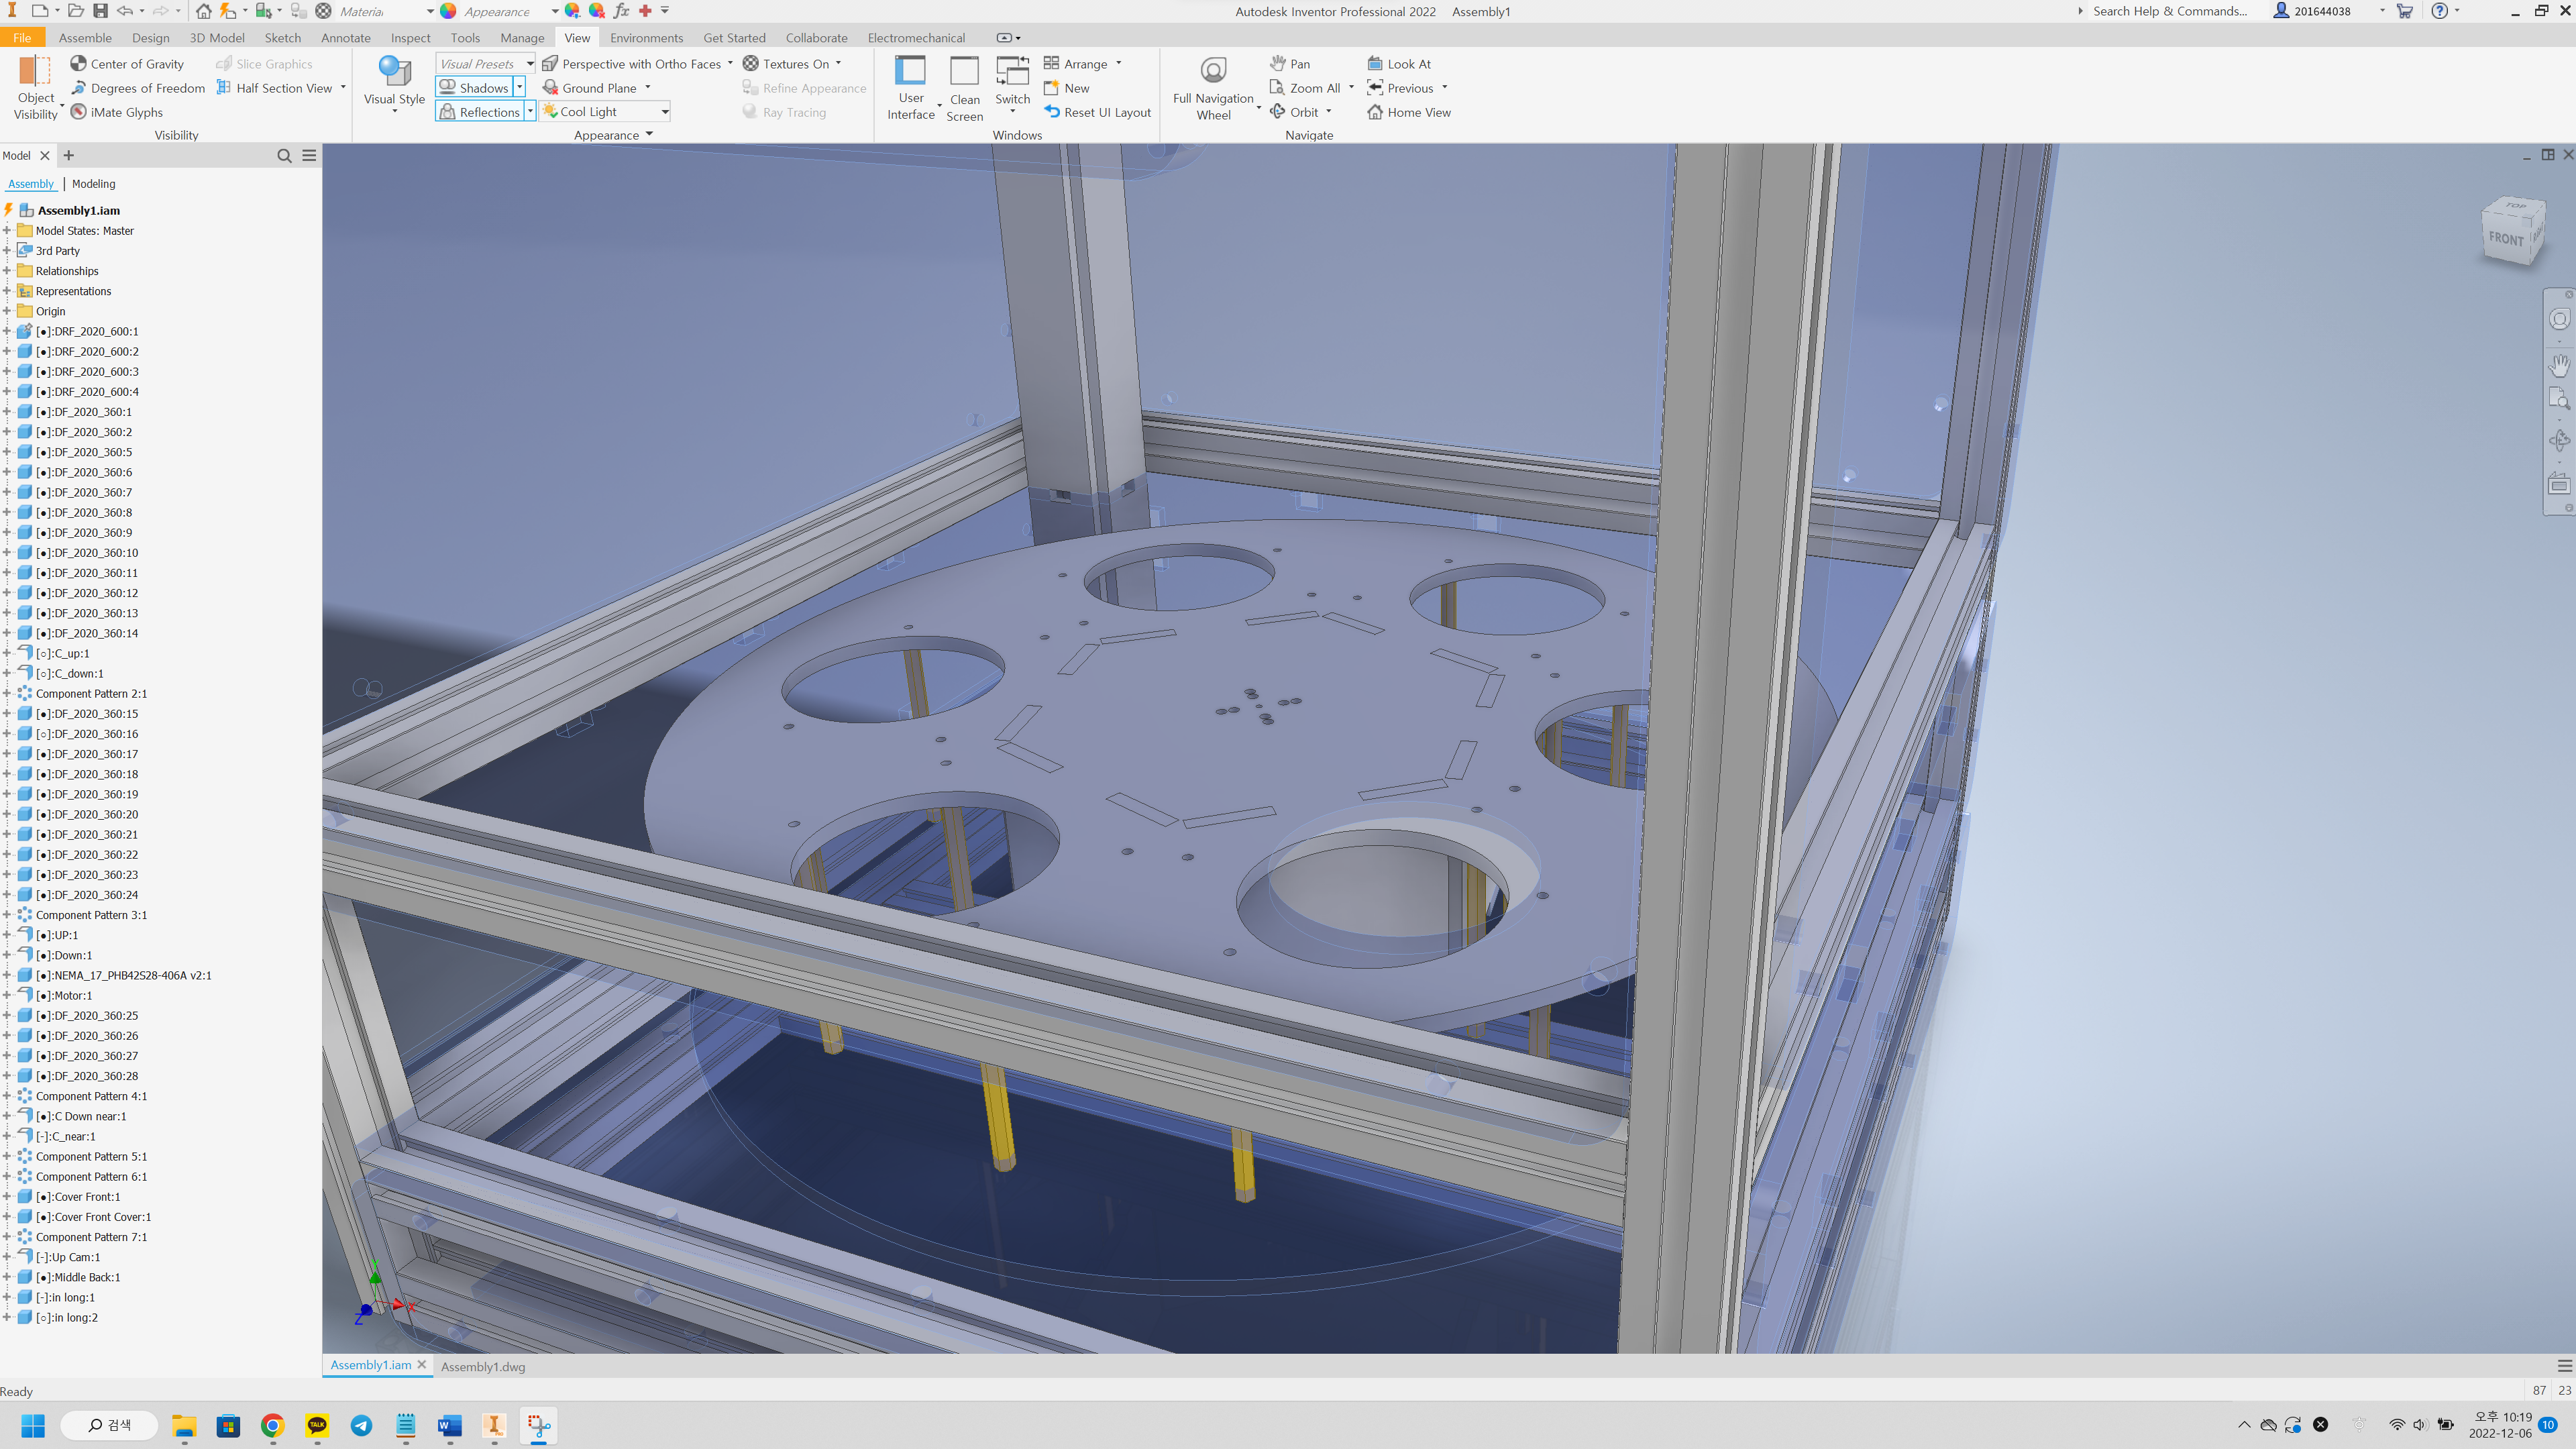 Material
Appearance
Autodesk Inventor Professional 2022 Assembly1
Search Help & Commands...
201644038
File Assemble Design 3D Model Sketch Annotate Inspect Tools Manage View Environments Get Started Collaborate Electromechanical
Object Visibility
Center of Gravity
Degrees of Freedom
iMate Glyphs
Slice Graphics
Half Section View
Visibility
Visual Style
Visual Presets
Shadows
Reflections
Perspective with Ortho Faces
Ground Plane
Cool Light
Textures On
Refine Appearance
Ray Tracing
Appearance
User Interface
Clean Screen
Switch
Arrange
New
Reset UI Layout
Windows
Full Navigation Wheel
Pan
Zoom All
Orbit
Look At
Previous
Home View
Navigate
Model
Assembly | Modeling
Assembly1.iam
Model States: Master
3rd Party
Relationships
Representations
Origin
[●]:DRF_2020_600:1
[●]:DRF_2020_600:2
[●]:DRF_2020_600:3
[●]:DRF_2020_600:4
[●]:DF_2020_360:1
[●]:DF_2020_360:2
[●]:DF_2020_360:5
[●]:DF_2020_360:6
[●]:DF_2020_360:7
[●]:DF_2020_360:8
[●]:DF_2020_360:9
[●]:DF_2020_360:10
[●]:DF_2020_360:11
[●]:DF_2020_360:12
[●]:DF_2020_360:13
[●]:DF_2020_360:14
[○]:C_up:1
[○]:C_down:1
Component Pattern 2:1
[●]:DF_2020_360:15
[○]:DF_2020_360:16
[●]:DF_2020_360:17
[●]:DF_2020_360:18
[●]:DF_2020_360:19
[●]:DF_2020_360:20
[●]:DF_2020_360:21
[●]:DF_2020_360:22
[●]:DF_2020_360:23
[●]:DF_2020_360:24
Component Pattern 3:1
[●]:UP:1
[●]:Down:1
[●]:NEMA_17_PHB42S28-406A v2:1
[●]:Motor:1
[●]:DF_2020_360:25
[●]:DF_2020_360:26
[●]:DF_2020_360:27
[●]:DF_2020_360:28
Component Pattern 4:1
[●]:C Down near:1
[-]:C_near:1
Component Pattern 5:1
Component Pattern 6:1
[●]:Cover Front:1
[●]:Cover Front Cover:1
Component Pattern 7:1
[-]:Up Cam:1
[●]:Middle Back:1
[-]:in long:1
[○]:in long:2
TOP
FRONT
X
Z
Assembly1.iam
Assembly1.dwg
Ready
87 23
검색
TALK
오후 10:19
2022-12-06
10